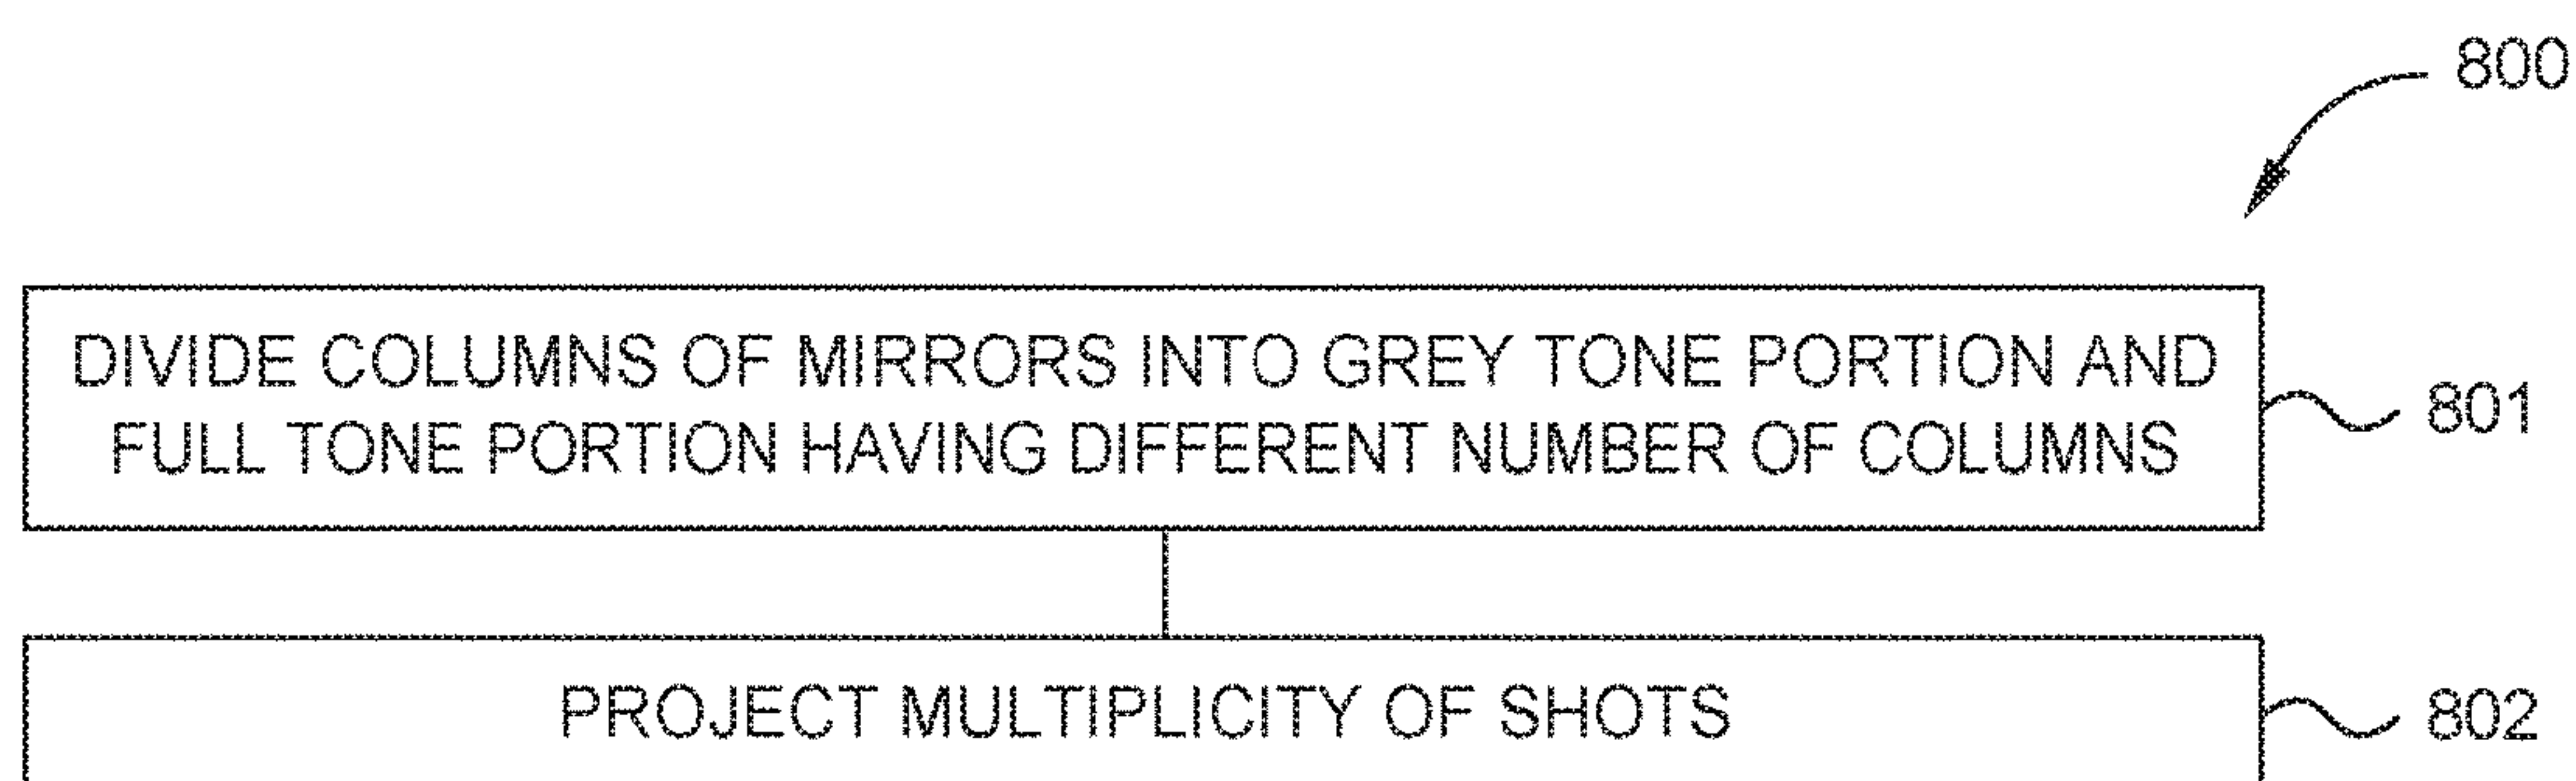 800
DIVIDE COLUMNS OF MIRRORS INTO GREY TONE PORTION AND
FULL TONE PORTION HAVING DIFFERENT NUMBER OF COLUMNS
801
PROJECT MULTIPLICITY OF SHOTS
802